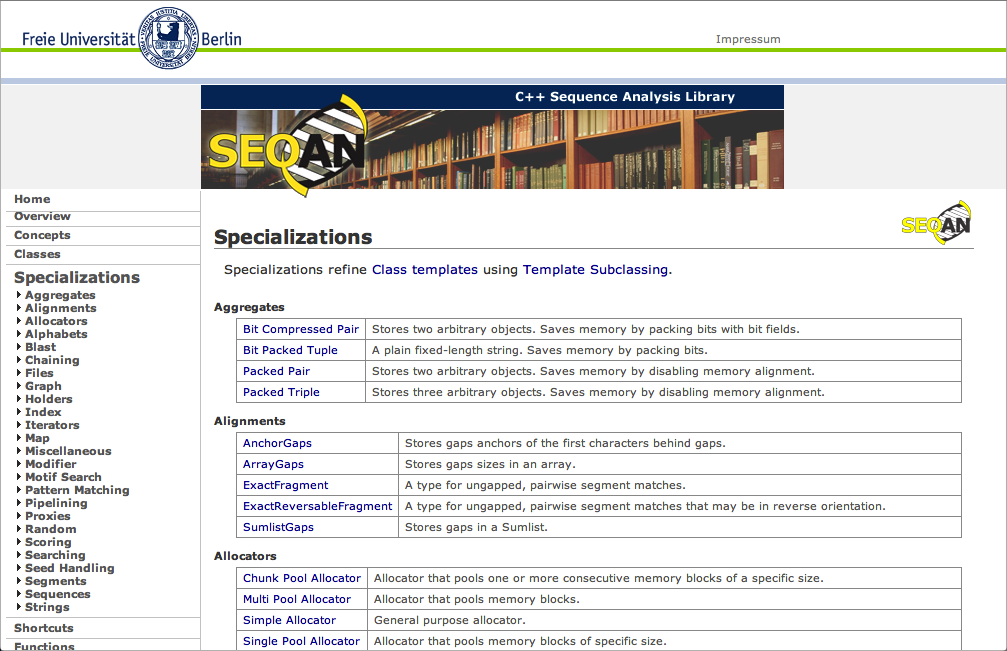 Freie Universität Berlin
Impressum
C++ Sequence Analysis Library
SEQAN
Home
Overview
Concepts
Classes
Specializations
Aggregates
Alignments
Allocators
Alphabets
Blast
Chaining
Files
Graph
Holders
Index
Iterators
Map
Miscellaneous
Modifier
Motif Search
Pattern Matching
Pipelining
Proxies
Random
Scoring
Searching
Seed Handling
Segments
Sequences
Strings
Shortcuts
Functions
SEQAN
Specializations
Specializations refine Class templates using Template Subclassing.
Aggregates
Bit Compressed Pair Stores two arbitrary objects. Saves memory by packing bits with bit fields.
Bit Packed Tuple A plain fixed-length string. Saves memory by packing bits.
Packed Pair Stores two arbitrary objects. Saves memory by disabling memory alignment.
Packed Triple Stores three arbitrary objects. Saves memory by disabling memory alignment.
Alignments
AnchorGaps Stores gaps anchors of the first characters behind gaps.
ArrayGaps Stores gaps sizes in an array.
ExactFragment A type for ungapped, pairwise segment matches.
ExactReversableFragment A type for ungapped, pairwise segment matches that may be in reverse orientation.
SumlistGaps Stores gaps in a Sumlist.
Allocators
Chunk Pool Allocator Allocator that pools one or more consecutive memory blocks of a specific size.
Multi Pool Allocator Allocator that pools memory blocks.
Simple Allocator General purpose allocator.
Single Pool Allocator Allocator that pools memory blocks of specific size.